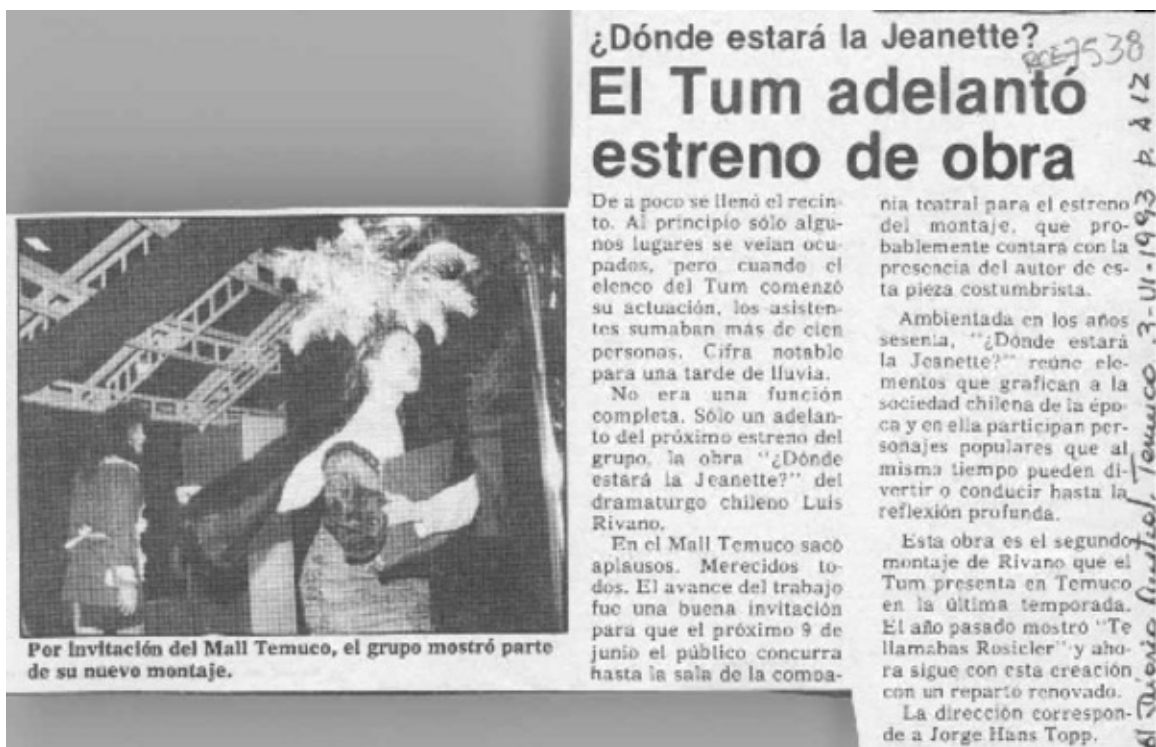 ¿Dónde estará la Jeanette?
El Tum adelantó
estreno de obra
De a poco se llenó el recin-
to. Al principio sólo algu-
nos lugares se veían ocu-
pados, pero cuando el
elenco del Tum comenzó
su actuación, los asisten-
tes sumaban más de cien
personas. Cifra notable
para una tarde de lluvia.
No era una función
completa. Sólo un adelan-
to del próximo estreno del
grupo, la obra "¿Dónde
estará la Jeanette?" del
dramaturgo chileno Luis
Rivano.
En el Mall Temuco sacó
aplausos. Merecidos to-
dos. El avance del trabajo
fue una buena invitación
para que el próximo 9 de
junio el público concurra
hasta la sala de la compa-
nía teatral para el estreno
del montaje, que pro-
bablemente contará con la
presencia del autor de es-
ta pieza costumbrista.
Ambientada en los años
sesenta, "¿Dónde estará
la Jeanette?" reúne ele-
mentos que grafican a la
sociedad chilena de la épo-
ca y en ella participan per-
sonajes populares que al
mismo tiempo pueden di-
vertir o conducir hasta la
reflexión profunda.
Esta obra es el segundo
montaje de Rivano que el
Tum presenta en Temuco
en la última temporada.
El año pasado mostró "Te
llamabas Rosicler" y aho-
ra sigue con esta creación
con un reparto renovado.
La dirección correspon-
de a Jorge Hans Topp.
Por invitación del Mall Temuco, el grupo mostró parte
de su nuevo montaje.
7538
El Diario Austral, Temuco 3-VI-1993 P. A 12